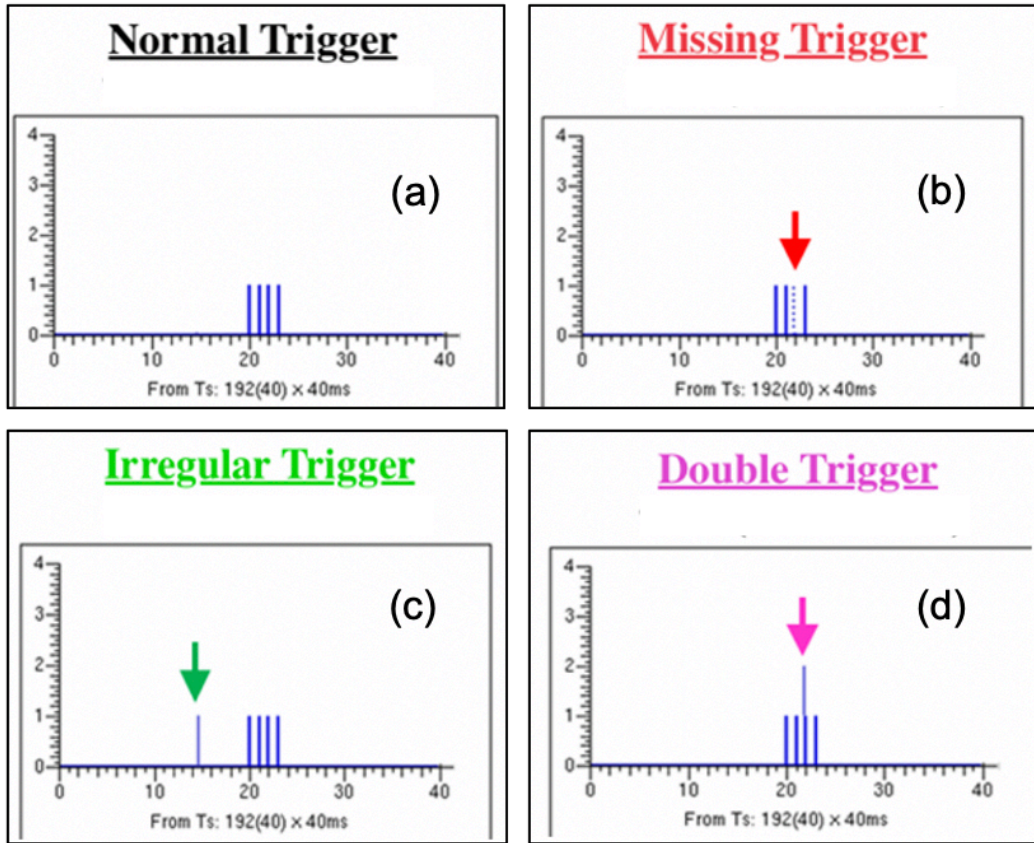 Normal Trigger
(a)
4
3
2
1
0
0 10 20 30 40
From Ts: 192(40) × 40ms
Missing Trigger
(b)
4
3
2
1
0
0 10 20 30 40
From Ts: 192(40) × 40ms
Irregular Trigger
(c)
4
3
2
1
0
0 10 20 30 40
From Ts: 192(40) × 40ms
Double Trigger
(d)
4
3
2
1
0
0 10 20 30 40
From Ts: 192(40) × 40ms